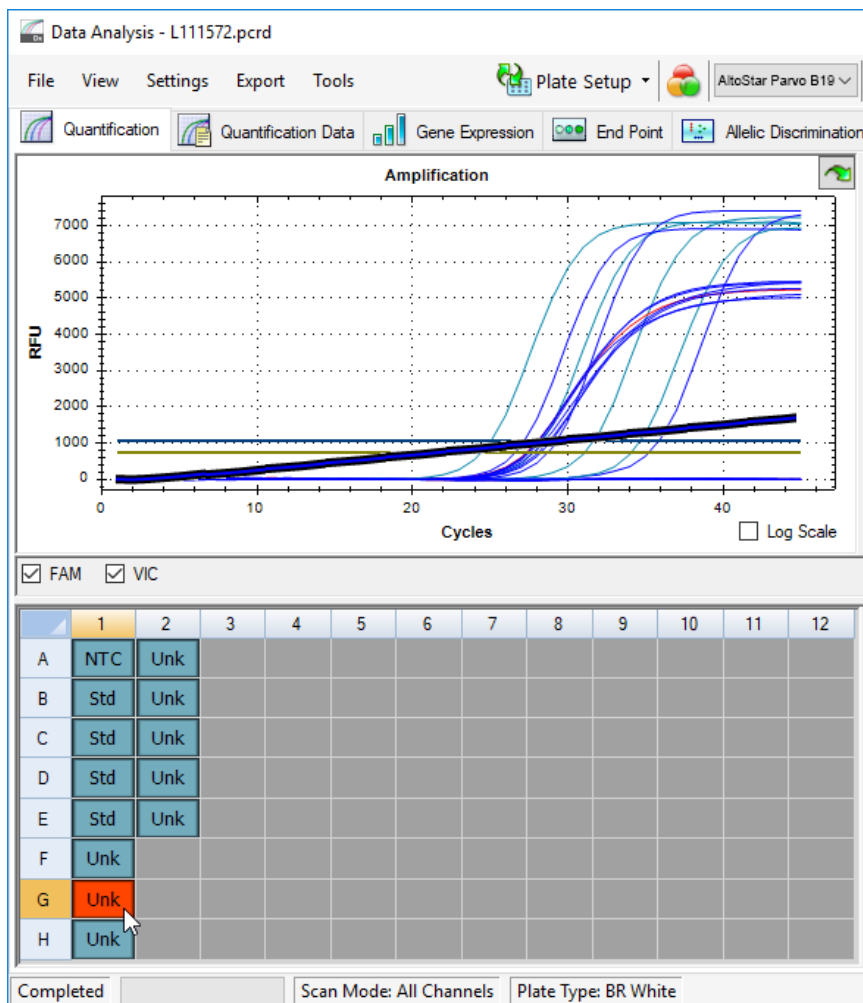 Data Analysis - L111572.pcrd
File View Settings Export Tools Plate Setup AltoStar Parvo B19
Quantification Quantification Data Gene Expression End Point Allelic Discrimination
Amplification
7000
6000
5000
4000
3000
2000
1000
0
RFU
0 10 20 30 40
Cycles
Log Scale
FAM VIC
1 2 3 4 5 6 7 8 9 10 11 12
A NTC Unk
B Std Unk
C Std Unk
D Std Unk
E Std Unk
F Unk
G Unk
H Unk
Completed Scan Mode: All Channels Plate Type: BR White